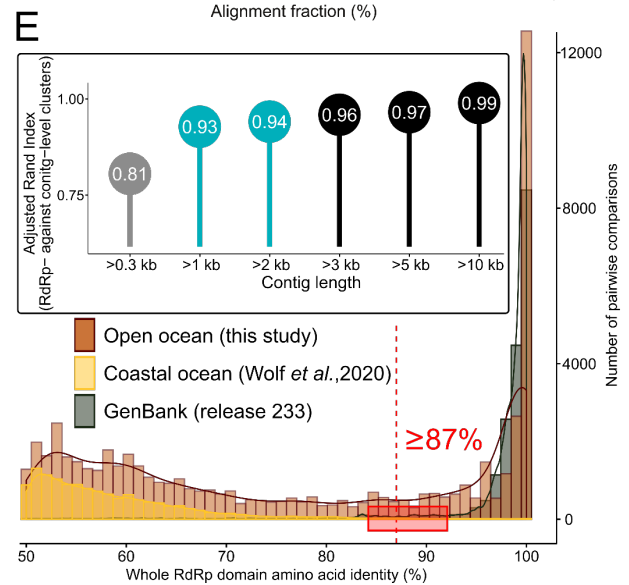 Alignment fraction (%)
E
Adjusted Rand Index
(RdRp− against conitg−level clusters)
1.00
0.75
0.81
0.93
0.94
0.96
0.97
0.99
>0.3 kb
>1 kb
>2 kb
>3 kb
>5 kb
>10 kb
Contig length
Open ocean (this study)
Coastal ocean (Wolf et al.,2020)
GenBank (release 233)
≥87%
12000
8000
4000
0
Number of pairwise comparisons
50
60
70
80
90
100
Whole RdRp domain amino acid identity (%)